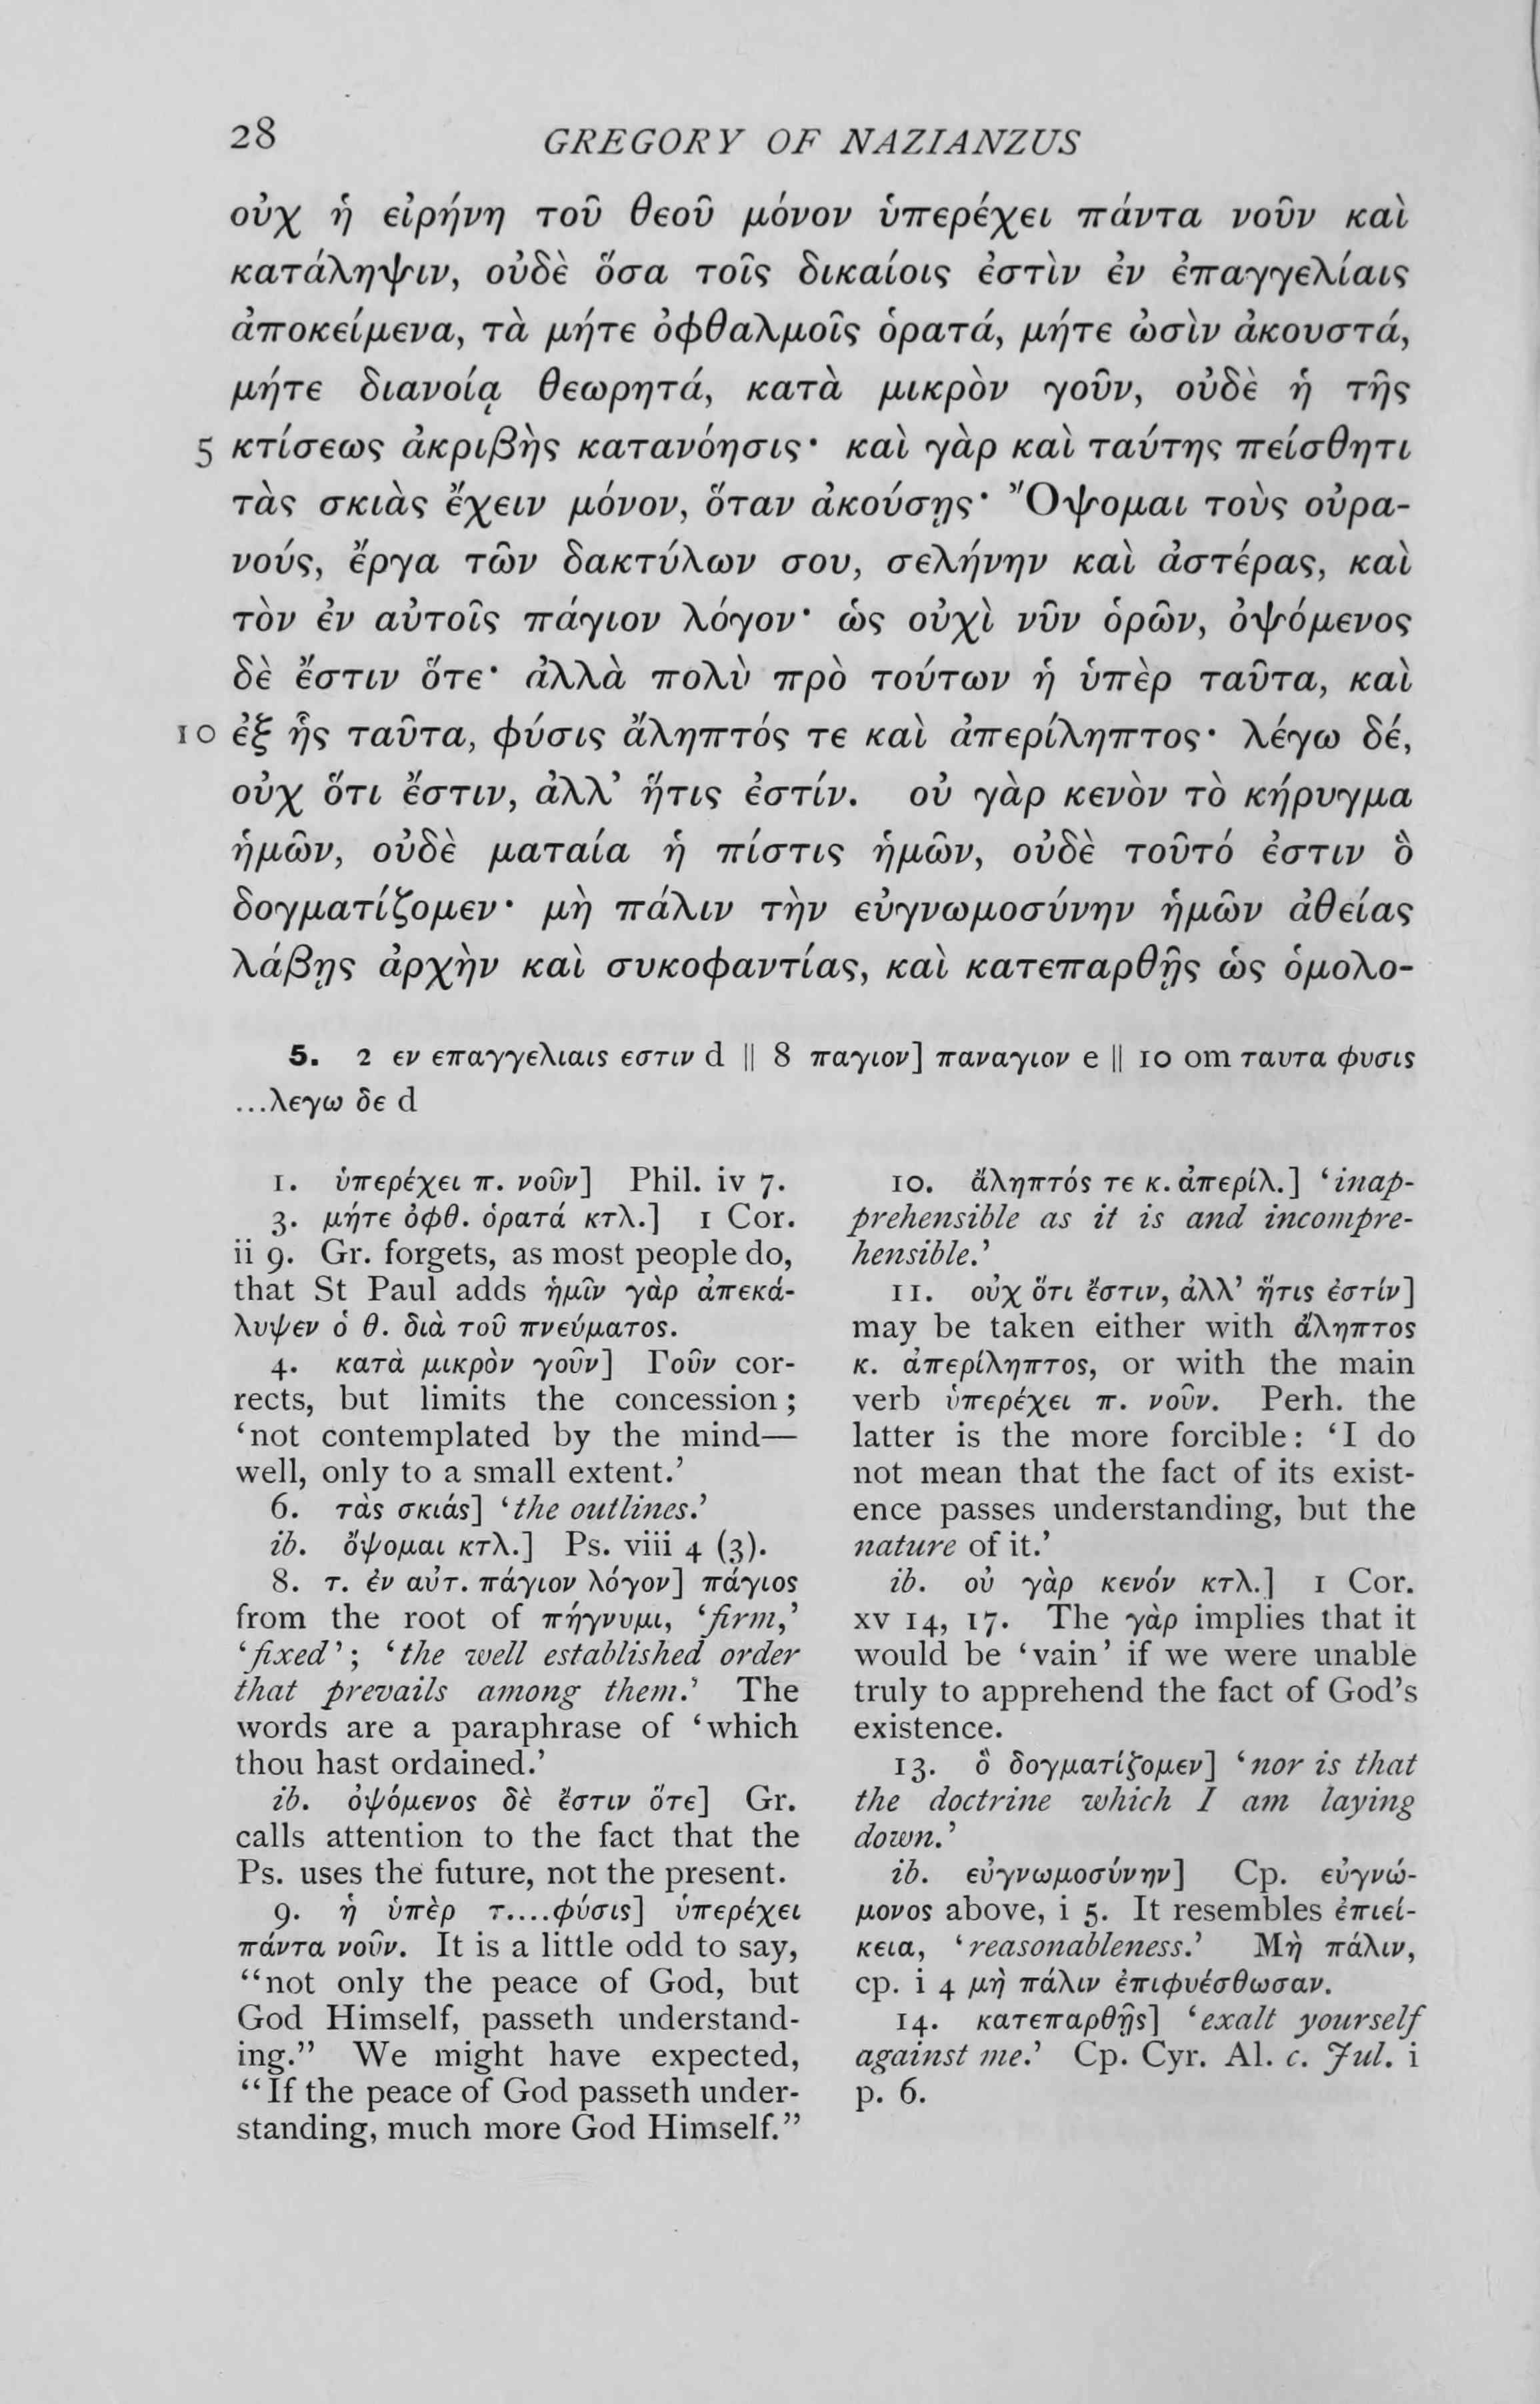 28 GREGORY OF NAZIANZUS
οὐχ ἡ εἰρήνη τοῦ θεοῦ μόνον ὑπερέχει πάντα νοῦν καὶ
κατάληψιν, οὐδὲ ὅσα τοῖς δικαίοις ἐστὶν ἐν ἐπαγγελίαις
ἀποκείμενα, τὰ μήτε ὀφθαλμοῖς ὁρατά, μήτε ὠσὶν ἀκουστά,
μήτε διανοίᾳ θεωρητά, κατὰ μικρὸν γοῦν, οὐδὲ ἡ τῆς
5 κτίσεως ἀκριβὴς κατανόησις· καὶ γὰρ καὶ ταύτης πείσθητι
τὰς σκιὰς ἔχειν μόνον, ὅταν ἀκούσῃς· Ὄψομαι τοὺς οὐρα-
νούς, ἔργα τῶν δακτύλων σου, σελήνην καὶ ἀστέρας, καὶ
τὸν ἐν αὐτοῖς πάγιον λόγον· ὡς οὐχὶ νῦν ὁρῶν, ὀψόμενος
δὲ ἔστιν ὅτε· ἀλλὰ πολὺ πρὸ τούτων ἡ ὑπὲρ ταῦτα, καὶ
10 ἐξ ἧς ταῦτα, φύσις ἄληπτός τε καὶ ἀπερίληπτος· λέγω δέ,
οὐχ ὅτι ἔστιν, ἀλλ’ ἥτις ἐστίν. οὐ γὰρ κενὸν τὸ κήρυγμα
ἡμῶν, οὐδὲ ματαία ἡ πίστις ἡμῶν, οὐδὲ τοῦτό ἐστιν ὃ
δογματίζομεν· μὴ πάλιν τὴν εὐγνωμοσύνην ἡμῶν ἀθείας
λάβῃς ἀρχὴν καὶ συκοφαντίας, καὶ κατεπαρθῇς ὡς ὁμολο-
5. 2 εν επαγγελιαις εστιν d || 8 παγιον] παναγιον e || 10 om ταυτα φυσις
...λεγω δε d
1. ὑπερέχει π. νοῦν] Phil. iv 7.
3. μήτε ὀφθ. ὁρατά κτλ.] 1 Cor.
ii 9. Gr. forgets, as most people do,
that St Paul adds ἡμῖν γὰρ ἀπεκά-
λυψεν ὁ θ. διὰ τοῦ πνεύματος.
4. κατὰ μικρὸν γοῦν] Γοῦν cor-
rects, but limits the concession;
‘not contemplated by the mind—
well, only to a small extent.’
6. τὰς σκιάς] ‘the outlines.’
ib. ὄψομαι κτλ.] Ps. viii 4 (3).
8. τ. ἐν αὐτ. πάγιον λόγον] πάγιος
from the root of πήγνυμι, ‘firm,’
‘fixed’; ‘the well established order
that prevails among them.’ The
words are a paraphrase of ‘which
thou hast ordained.’
ib. ὀψόμενος δὲ ἔστιν ὅτε] Gr.
calls attention to the fact that the
Ps. uses the future, not the present.
9. ἡ ὑπὲρ τ....φύσις] ὑπερέχει
πάντα νοῦν. It is a little odd to say,
“not only the peace of God, but
God Himself, passeth understand-
ing.” We might have expected,
“If the peace of God passeth under-
standing, much more God Himself.”
10. ἄληπτός τε κ. ἀπερίλ.] ‘inap-
prehensible as it is and incompre-
hensible.’
11. οὐχ ὅτι ἔστιν, ἀλλ’ ἥτις ἐστίν]
may be taken either with ἄληπτος
κ. ἀπερίληπτος, or with the main
verb ὑπερέχει π. νοῦν. Perh. the
latter is the more forcible: ‘I do
not mean that the fact of its exist-
ence passes understanding, but the
nature of it.’
ib. οὐ γὰρ κενόν κτλ.] 1 Cor.
xv 14, 17. The γὰρ implies that it
would be ‘vain’ if we were unable
truly to apprehend the fact of God’s
existence.
13. ὃ δογματίζομεν] ‘nor is that
the doctrine which I am laying
down.’
ib. εὐγνωμοσύνην] Cp. εὐγνώ-
μονος above, i 5. It resembles ἐπιεί-
κεια, ‘reasonableness.’ Μὴ πάλιν,
cp. i 4 μὴ πάλιν ἐπιφυέσθωσαν.
14. κατεπαρθῇς] ‘exalt yourself
against me.’ Cp. Cyr. Al. c. Jul. i
p. 6.